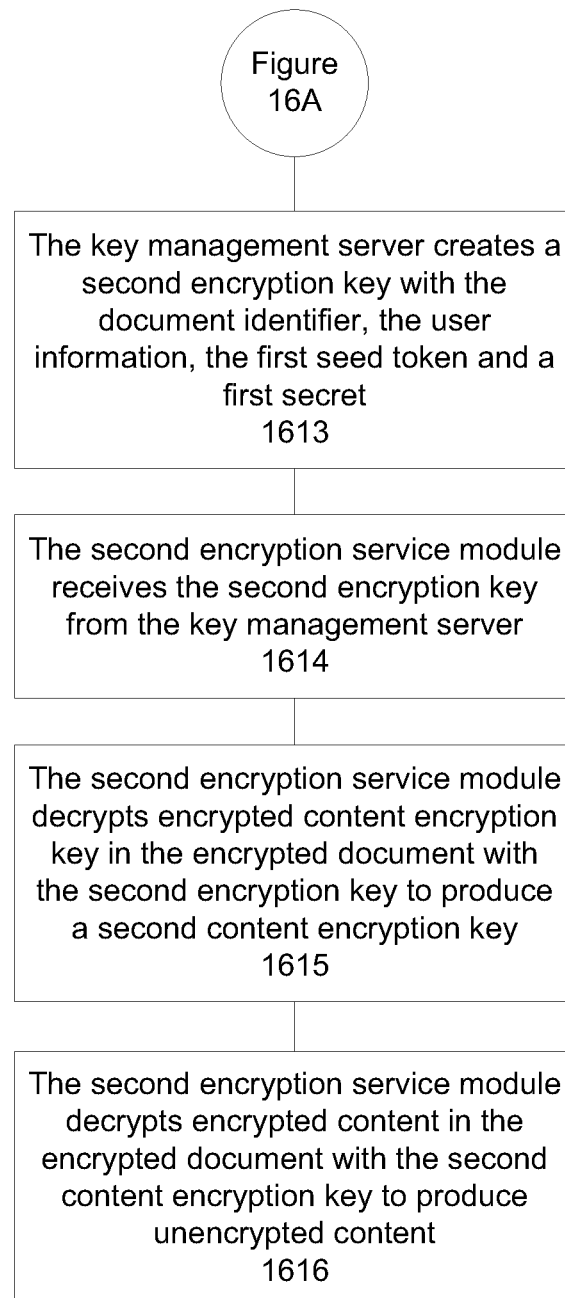 Figure
16A
The key management server creates a
second encryption key with the
document identifier, the user
information, the first seed token and a
first secret
1613
The second encryption service module
receives the second encryption key
from the key management server
1614
The second encryption service module
decrypts encrypted content encryption
key in the encrypted document with
the second encryption key to produce
a second content encryption key
1615
The second encryption service module
decrypts encrypted content in the
encrypted document with the second
content encryption key to produce
unencrypted content
1616